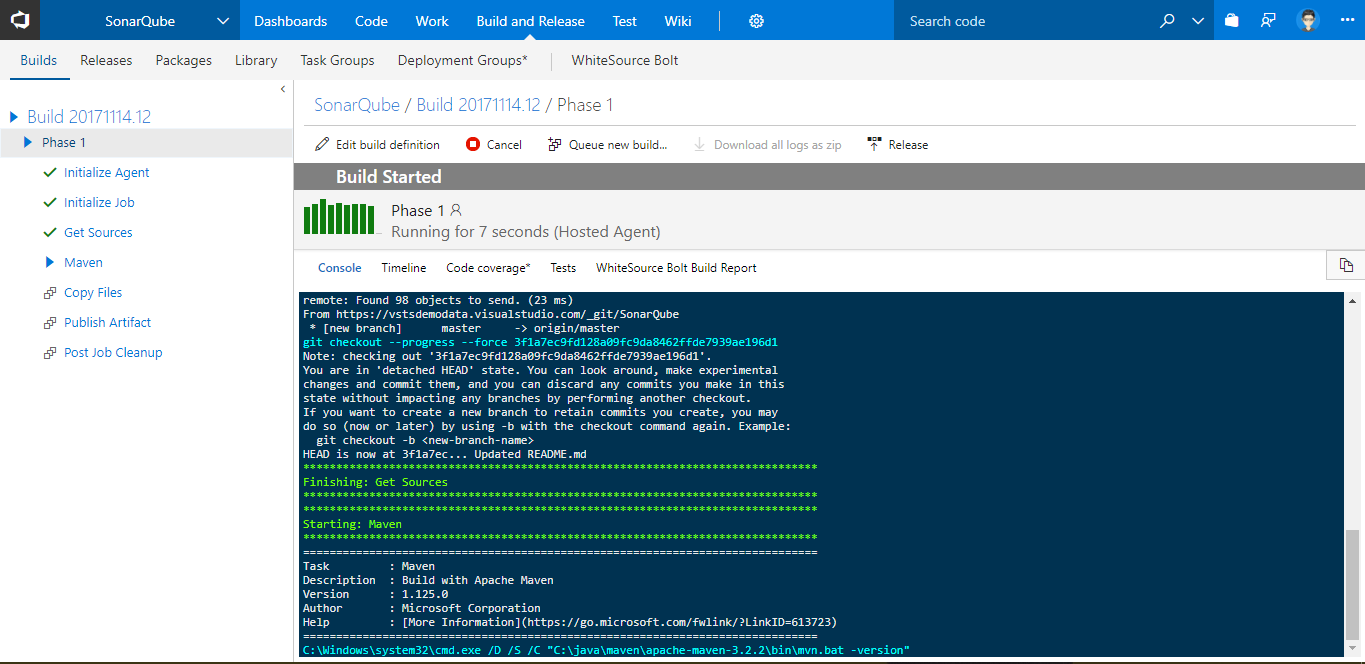 SonarQube
Dashboards Code Work Build and Release Test Wiki
Search code
Builds Releases Packages Library Task Groups Deployment Groups* WhiteSource Bolt
Build 20171114.12
Phase 1
Initialize Agent
Initialize Job
Get Sources
Maven
Copy Files
Publish Artifact
Post Job Cleanup
SonarQube / Build 20171114.12 / Phase 1
Edit build definition Cancel Queue new build... Download all logs as zip Release
Build Started
Phase 1
Running for 7 seconds (Hosted Agent)
Console Timeline Code coverage* Tests WhiteSource Bolt Build Report
remote: Found 98 objects to send. (23 ms)
From https://vstsdemodata.visualstudio.com/_git/SonarQube
* [new branch]      master     -> origin/master
git checkout --progress --force 3f1a7ec9fd128a09fc9da8462ffde7939ae196d1
Note: checking out '3f1a7ec9fd128a09fc9da8462ffde7939ae196d1'.
You are in 'detached HEAD' state. You can look around, make experimental
changes and commit them, and you can discard any commits you make in this
state without impacting any branches by performing another checkout.
If you want to create a new branch to retain commits you create, you may
do so (now or later) by using -b with the checkout command again. Example:
git checkout -b <new-branch-name>
HEAD is now at 3f1a7ec... Updated README.md
******************************************************************************
Finishing: Get Sources
******************************************************************************
******************************************************************************
Starting: Maven
******************************************************************************
==============================================================================
Task         : Maven
Description  : Build with Apache Maven
Version      : 1.125.0
Author       : Microsoft Corporation
Help         : [More Information](https://go.microsoft.com/fwlink/?LinkID=613723)
==============================================================================
C:\Windows\system32\cmd.exe /D /S /C "C:\java\maven\apache-maven-3.2.2\bin\mvn.bat -version"